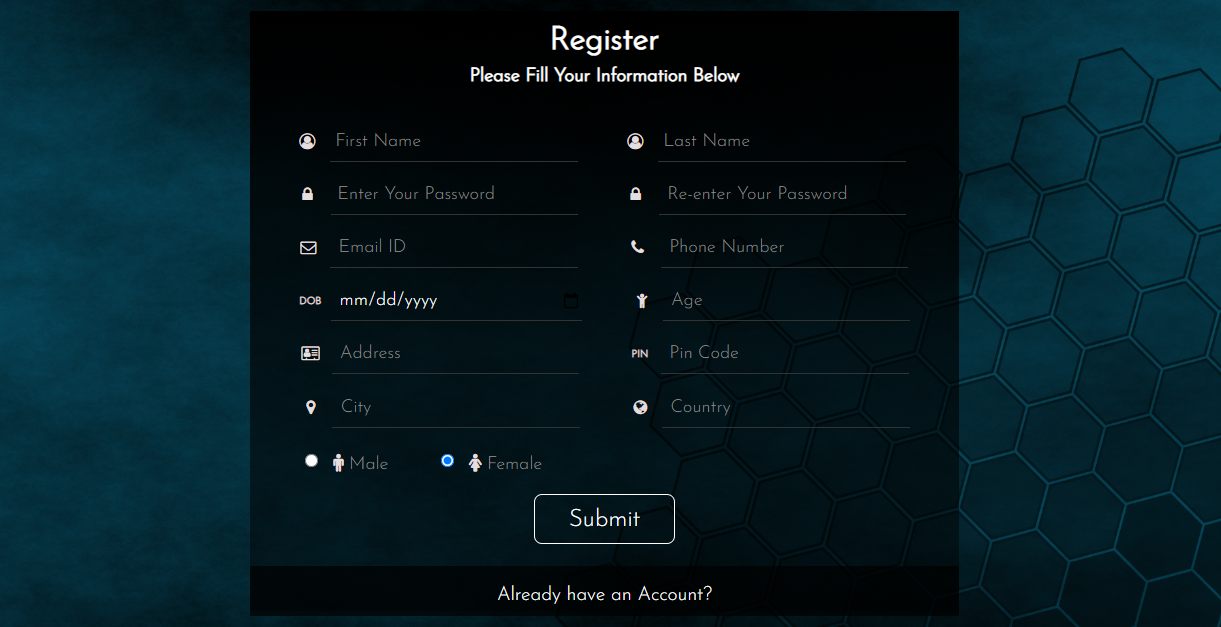 Register
Please Fill Your Information Below
First Name
Last Name
Enter Your Password
Re-enter Your Password
Email ID
Phone Number
DOB mm/dd/yyyy
Age
Address
PIN Pin Code
City
Country
Male
Female
Submit
Already have an Account?